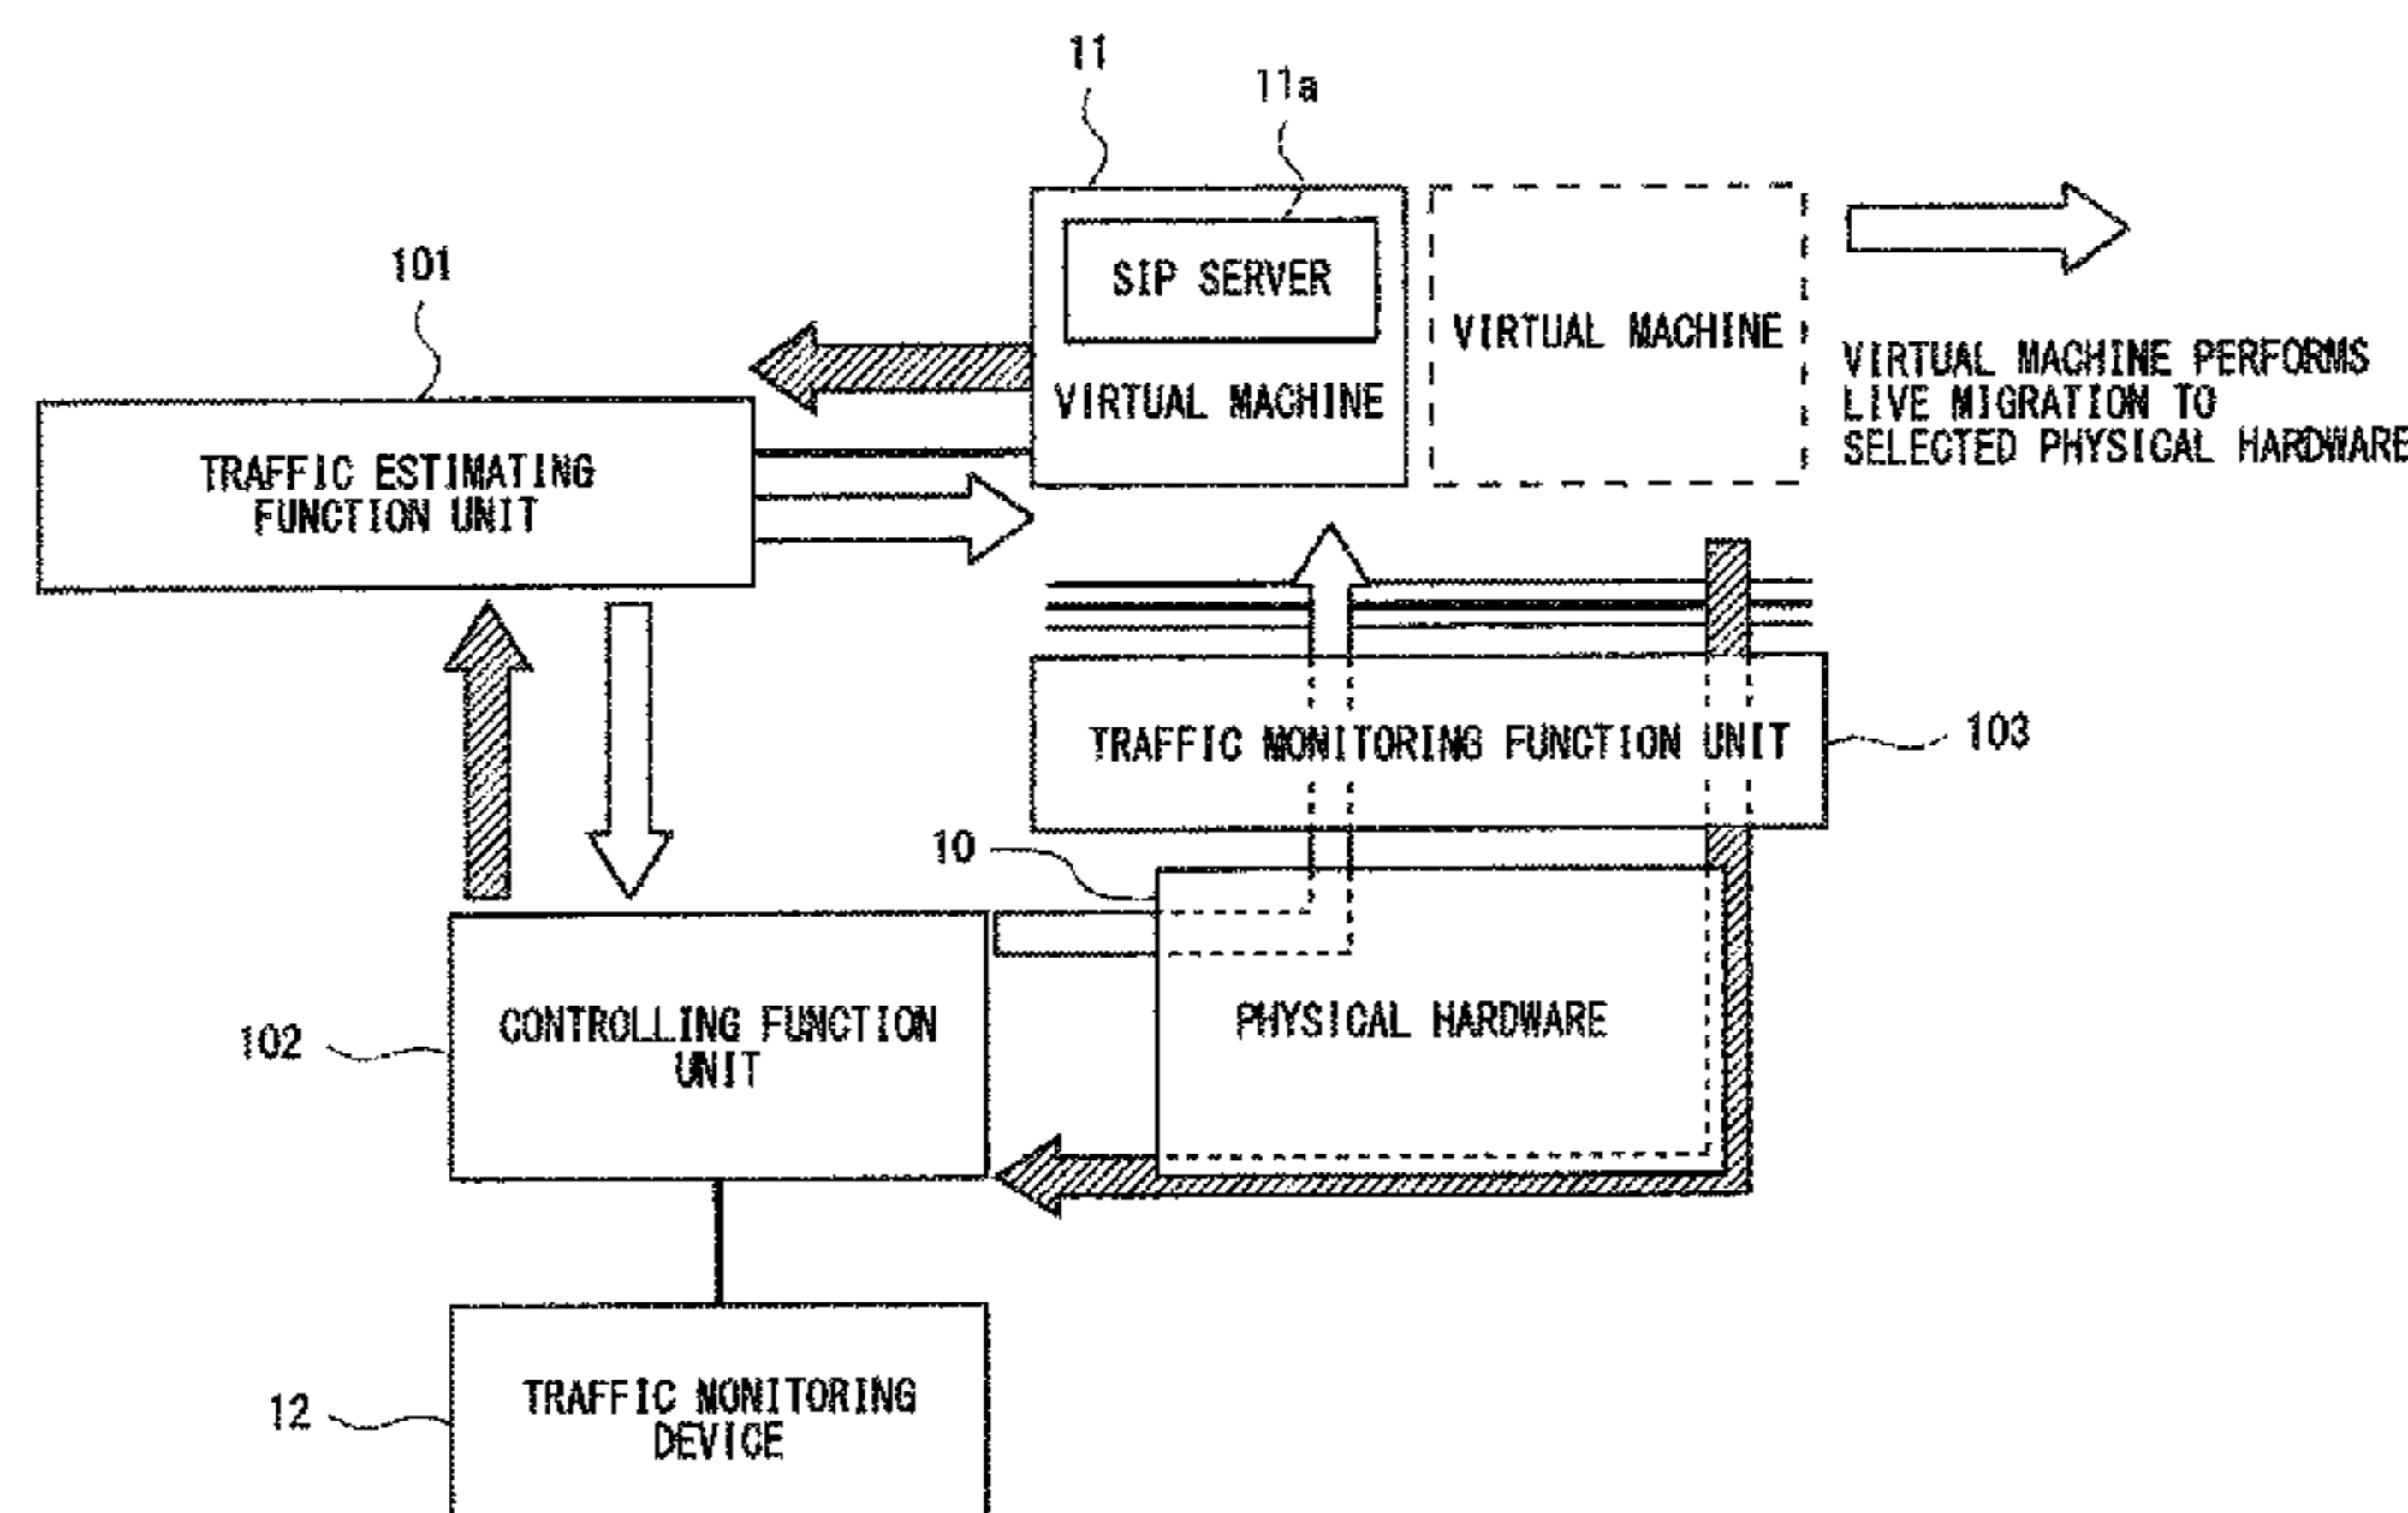 11
11a
101
SIP SERVER
VIRTUAL MACHINE
VIRTUAL MACHINE
VIRTUAL MACHINE PERFORMS
LIVE MIGRATION TO
SELECTED PHYSICAL HARDWARE
TRAFFIC ESTIMATING
FUNCTION UNIT
TRAFFIC MONITORING FUNCTION UNIT
103
10
102
CONTROLLING FUNCTION
UNIT
PHYSICAL HARDWARE
12
TRAFFIC MONITORING
DEVICE